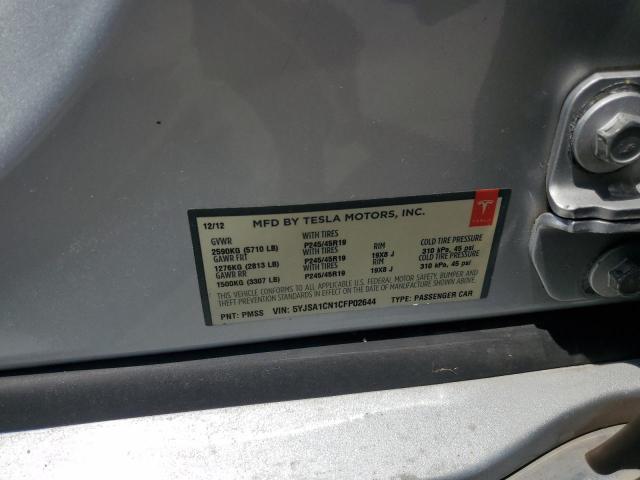 12/12 MFD BY TESLA MOTORS, INC.
GVWR WITH TIRES RIM COLD TIRE PRESSURE
2590KG (5710 LB) P245/45R19 19X8 J 310 kPa, 45 psi
GAWR FRT WITH TIRES RIM COLD TIRE PRESSURE
1276KG (2813 LB) P245/45R19 19X8 J 310 kPa, 45 psi
GAWR RR WITH TIRES
1500KG (3307 LB) P245/45R19
THIS VEHICLE CONFORMS TO ALL APPLICABLE U.S. FEDERAL MOTOR SAFETY, BUMPER AND
THEFT PREVENTION STANDARDS IN EFFECT ON THE DATE OF MANUFACTURE SHOWN ABOVE.
PNT: PMSS VIN: 5YJSA1CN1CFP02644 TYPE: PASSENGER CAR
TESLA